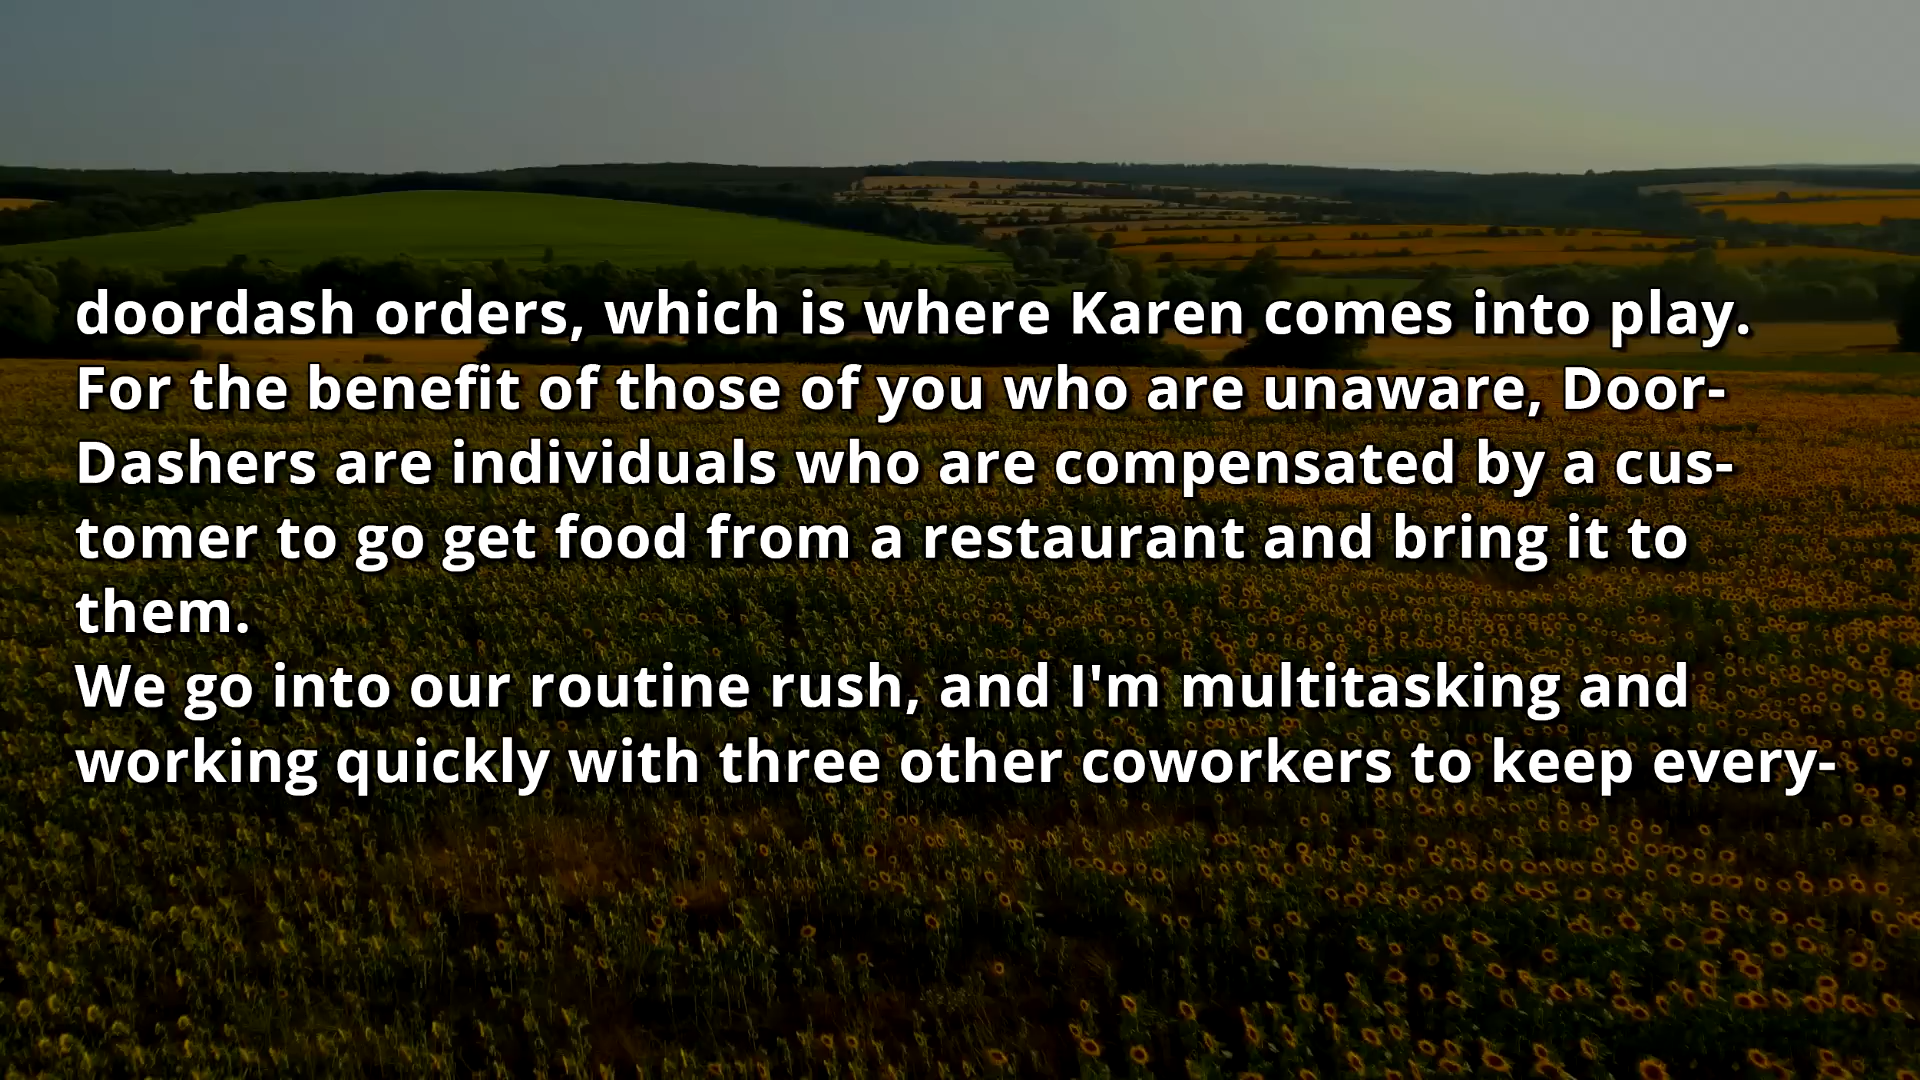 doordash orders, which is where Karen comes into play.
For the benefit of those of you who are unaware, Door-
Dashers are individuals who are compensated by a cus-
tomer to go get food from a restaurant and bring it to
them.
We go into our routine rush, and I'm multitasking and
working quickly with three other coworkers to keep every-